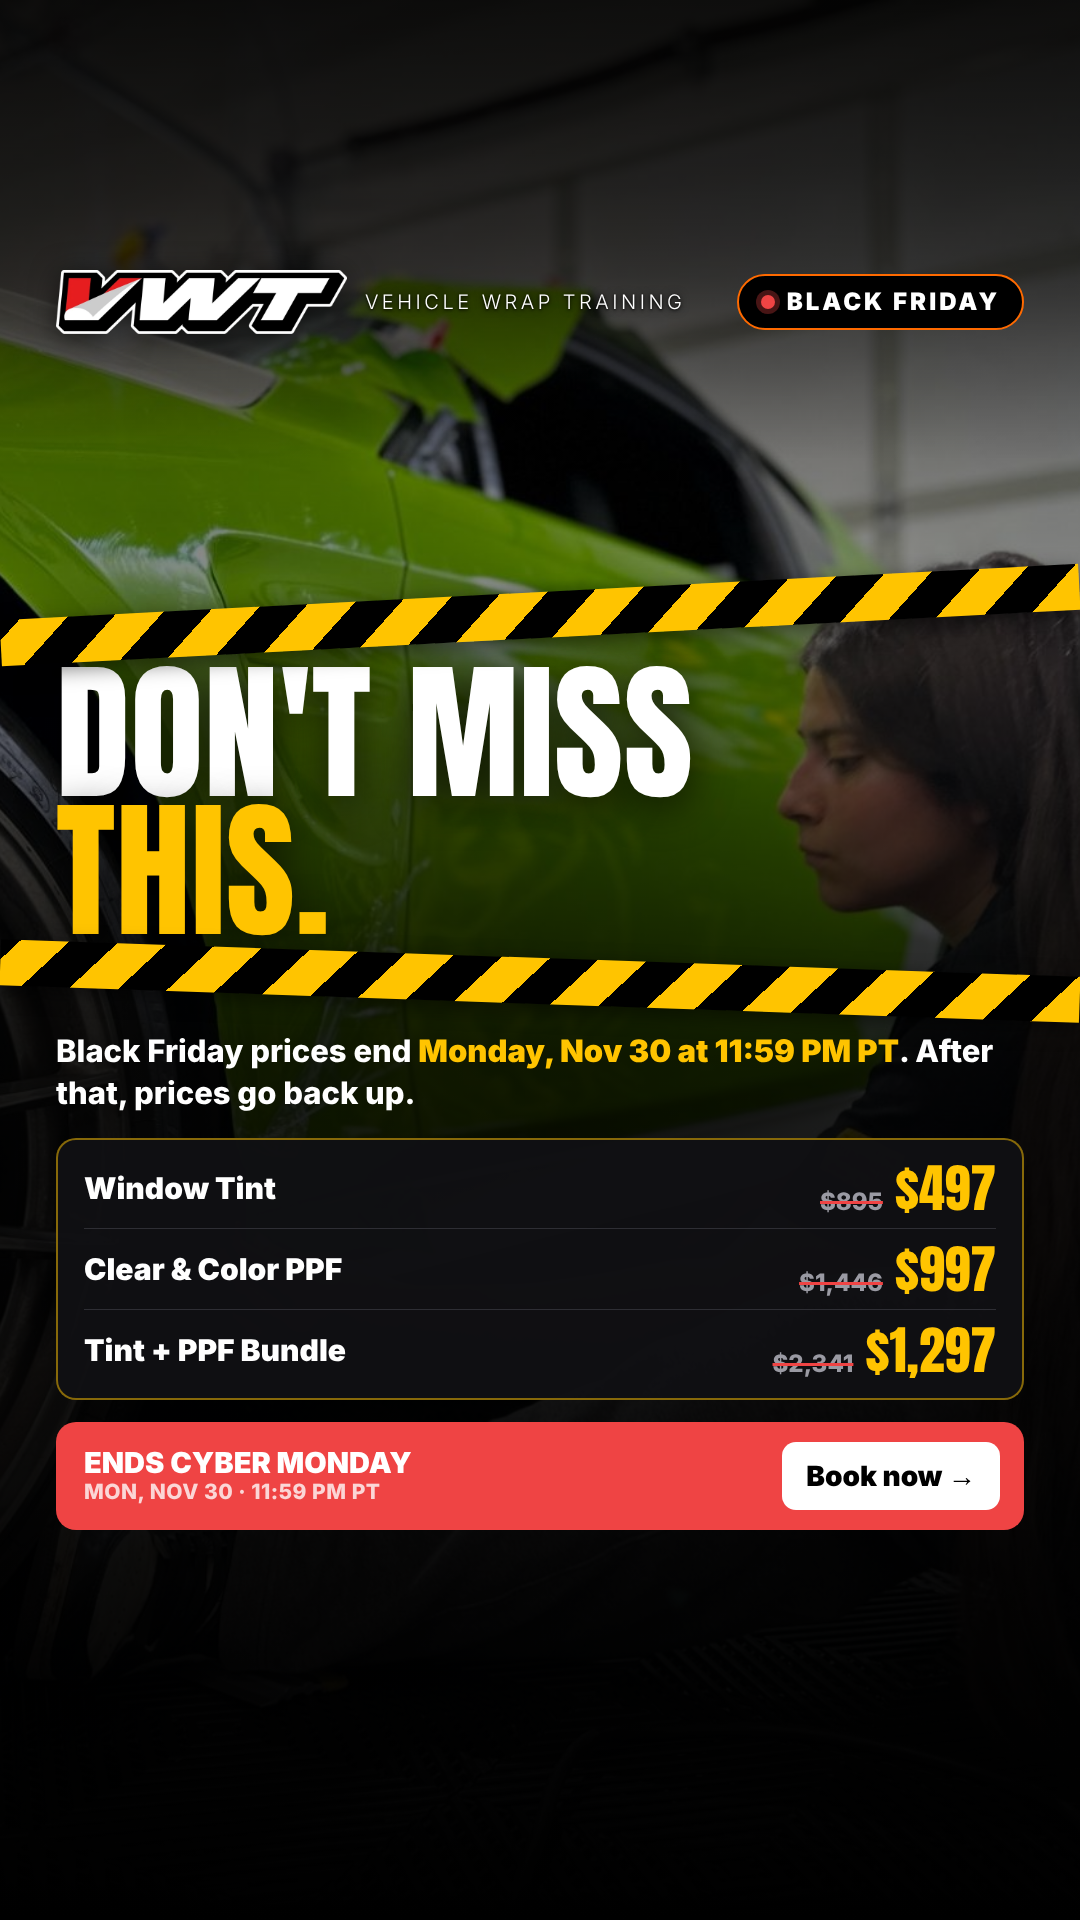 VWT VEHICLE WRAP TRAINING
BLACK FRIDAY
DON'T MISS
THIS.
Black Friday prices end Monday, Nov 30 at 11:59 PM PT. After
that, prices go back up.
Window Tint $895 $497
Clear & Color PPF $1,446 $997
Tint + PPF Bundle $2,341 $1,297
ENDS CYBER MONDAY
MON, NOV 30 · 11:59 PM PT
Book now →